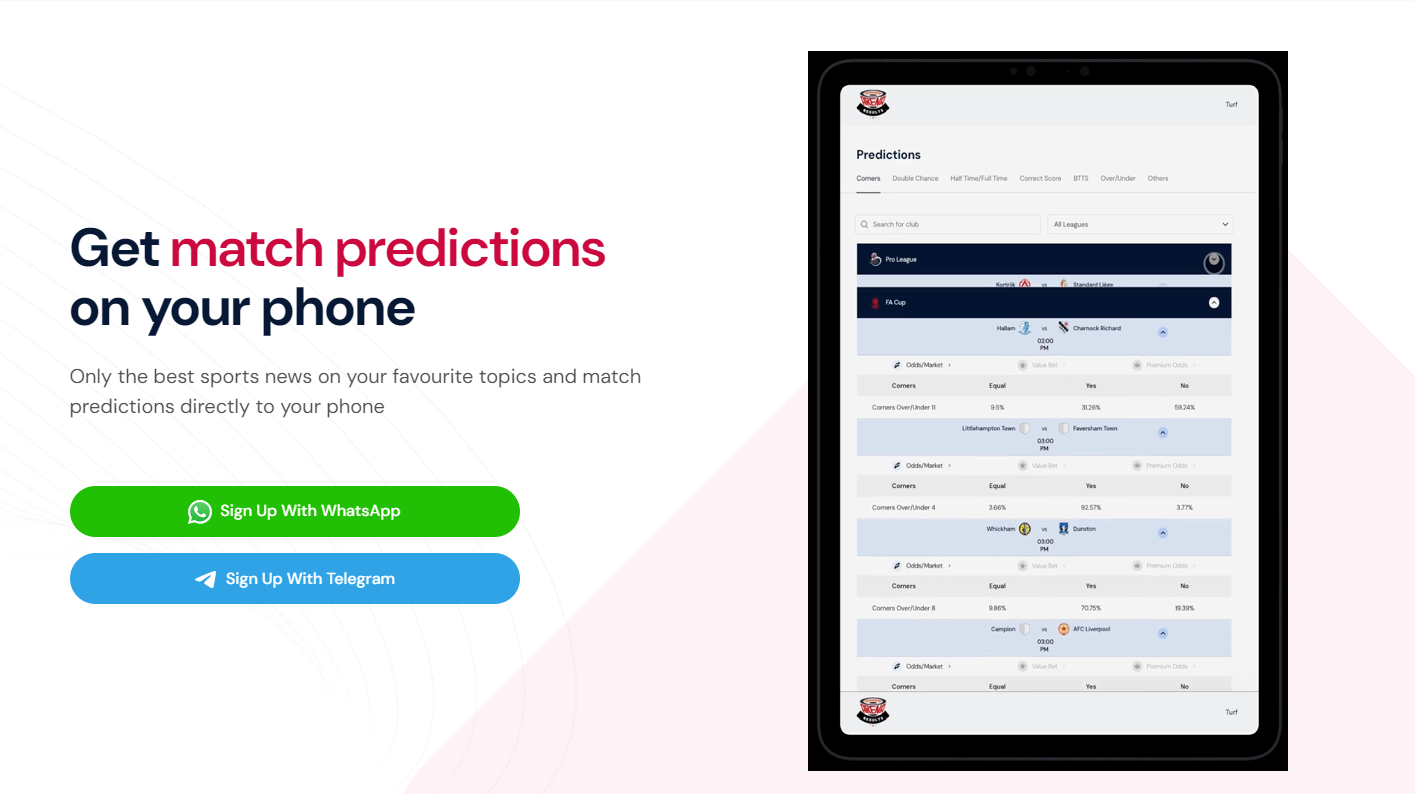 Get match predictions
on your phone
Only the best sports news on your favourite topics and match
predictions directly to your phone
Sign Up With WhatsApp
Sign Up With Telegram
Turf
Predictions
Corners Double Chance Half Time/Full Time Correct Score BTTS Over/Under Others
Search for club All Leagues
Pro League
Kortrijk vs Standard Liège
FA Cup
Hallam vs Charnock Richard
02:00
PM
Odds/Market Value Bet Premium Odds
Corners Equal Yes No
Corners Over/Under 11 9.5% 31.26% 59.24%
Littlehampton Town vs Faversham Town
03:00
PM
Odds/Market Value Bet Premium Odds
Corners Equal Yes No
Corners Over/Under 4 3.66% 92.57% 3.77%
Whickham vs Dunston
03:00
PM
Odds/Market Value Bet Premium Odds
Corners Equal Yes No
Corners Over/Under 8 9.86% 70.75% 19.39%
Campion vs AFC Liverpool
03:00
PM
Odds/Market Value Bet Premium Odds
Corners Equal Yes No
RESULTS Turf